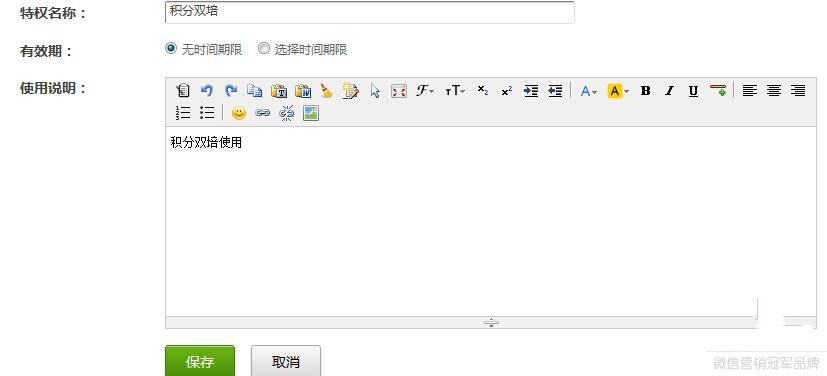 特权名称：
积分双培
有效期：
无时间期限 选择时间期限
使用说明：
积分双培使用
保存 取消
微信营销冠军品牌